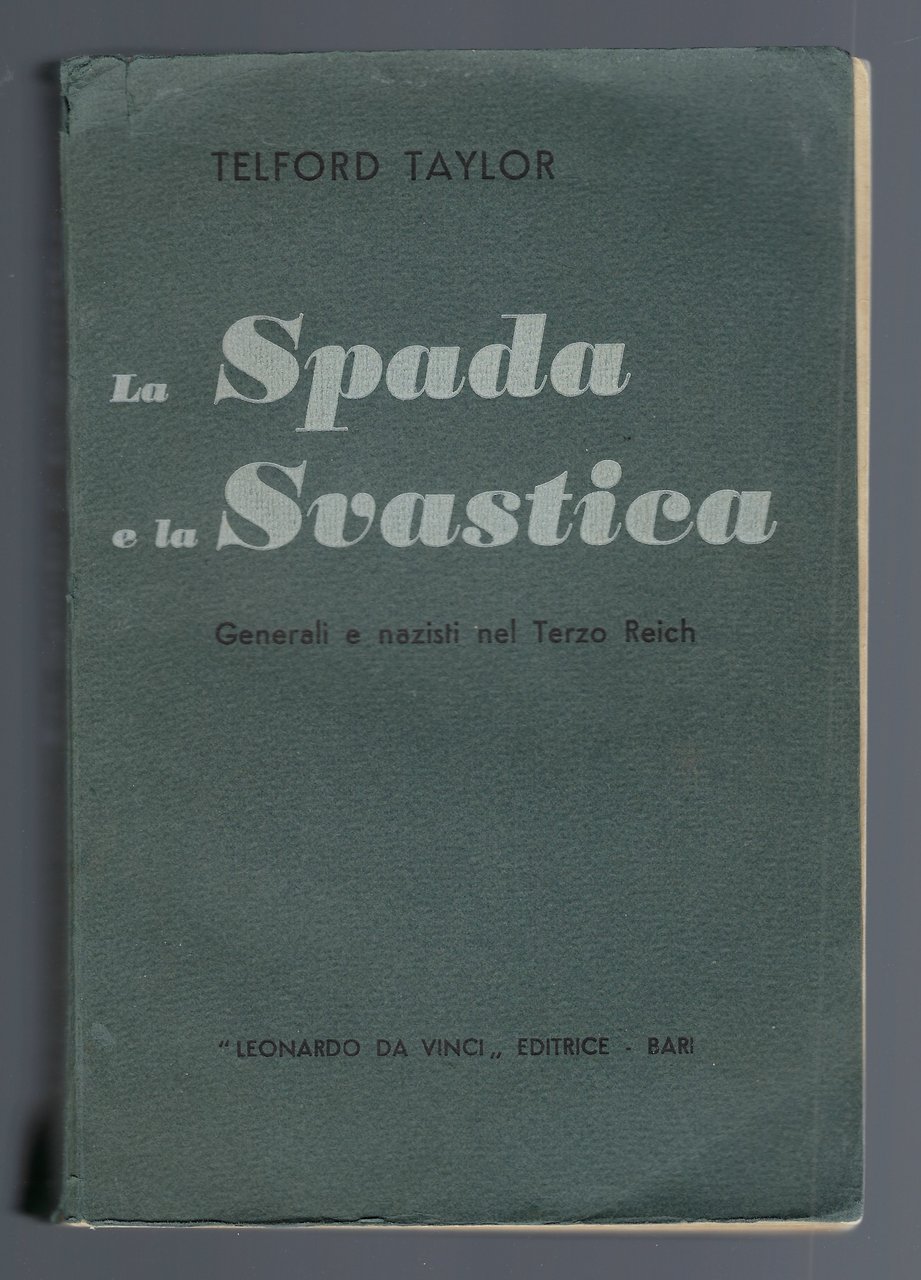 TELFORD TAYLOR
La Spada
e la Svastica
Generali e nazisti nel Terzo Reich
“LEONARDO DA VINCI„ EDITRICE - BARI